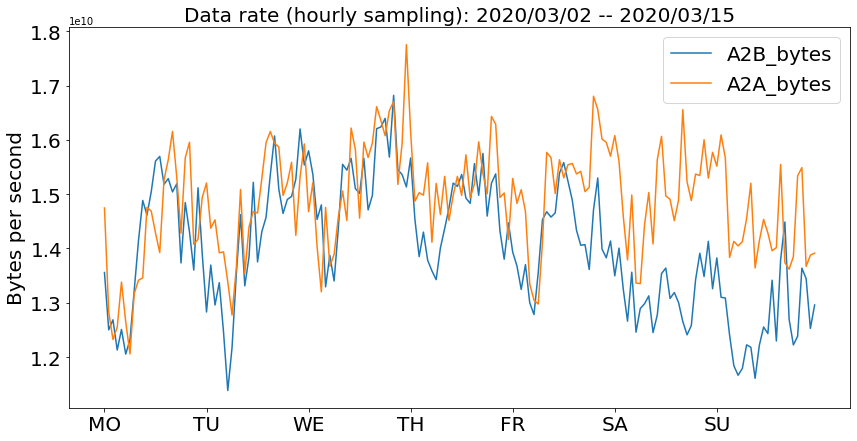 Data rate (hourly sampling): 2020/03/02 -- 2020/03/15
1e10
1.8
1.7
1.6
1.5
1.4
1.3
1.2
Bytes per second
A2B_bytes
A2A_bytes
MO TU WE TH FR SA SU